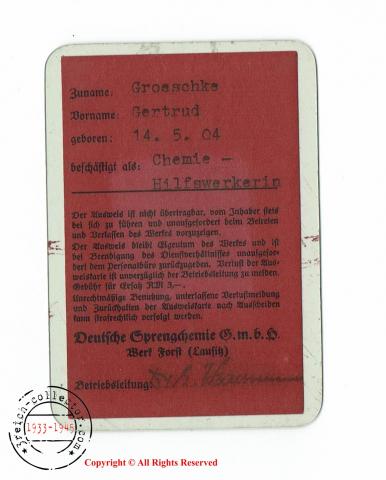 Zuname: Groeschke
Vorname: Gertrud
geboren: 14. 5. 04
beschäftigt als: Chemie -
Hilfswerkerin
Der Ausweis ist nicht übertragbar, vom Inhaber stets
bei sich zu führen und unaufgefordert beim Betreten
und Verlassen des Werkes vorzuzeigen.
Der Ausweis bleibt Eigentum des Werkes und ist
bei Beendigung des Dienstverhältnisses unaufgefor-
dert dem Personalbüro zurückzugeben. Verlust der Aus-
weiskarte ist unverzüglich der Betriebsleitung zu melden.
Gebühr für Ersatz RM 3,—.
Unrechtmäßige Benutzung, unterlassene Verlustmeldung
und Zurückhalten der Ausweiskarte nach Ausscheiden
kann strafrechtlich verfolgt werden.
Deutsche Sprengchemie G.m.b.H
Werk Forst (Lausitz)
Betriebsleitung:
3reich-collector.com
1933-1945
Copyright © All Rights Reserved